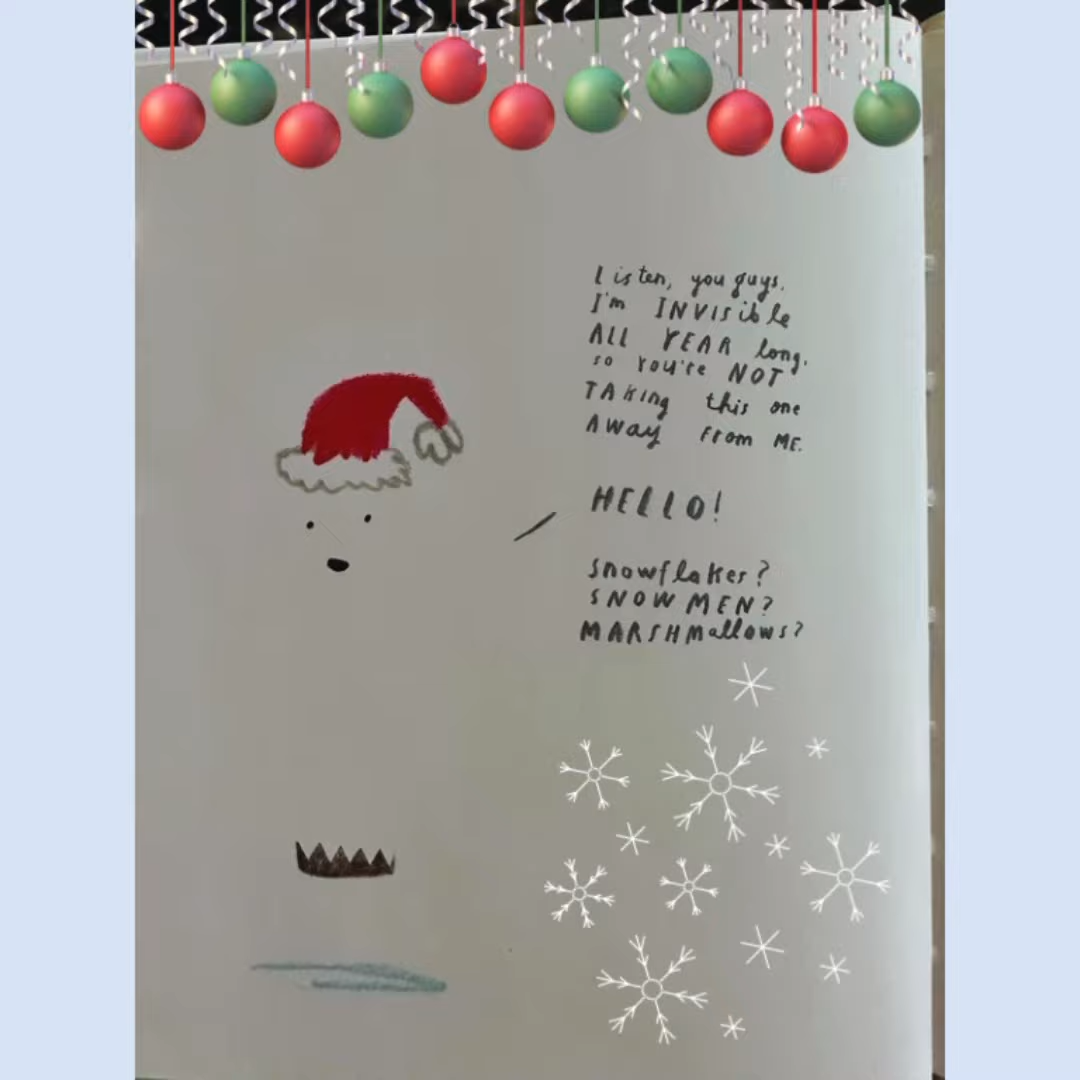 Listen, you guys.
I'm INVISible
ALL YEAR long.
so YOU're NOT
TAKing this one
AWay From ME.
HELLO!
Snowflakes?
SNOWMEN?
MARSHMallows?